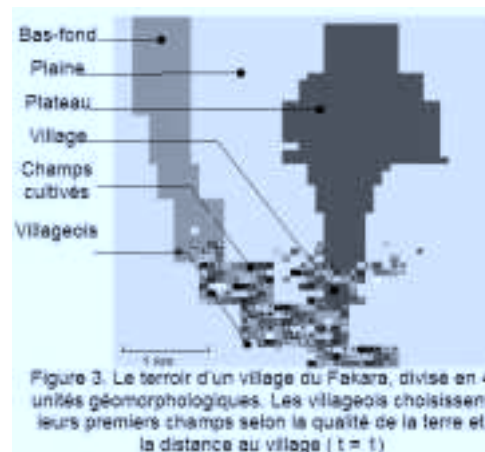 Bas-fond
Plaine
Plateau
Village
Champs
cultivés
Villageois
1 km
Figure 3. Le terroir d'un village du Fakara, divisé en 4
unités géomorphologiques. Les villageois choisissen
leurs premiers champs selon la qualité de la terre et
la distance au village ( t = 1)